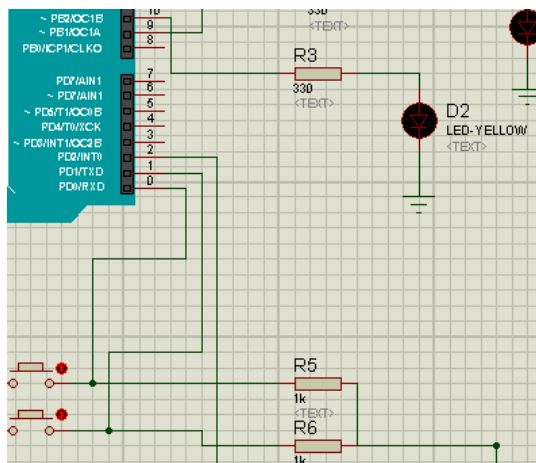 ~ PB2/OC1B 10
~ PB1/OC1A 9
PB0/ICP1/CLKO 8
PD7/AIN1 7
~ PD7/AIN1 6
~ PD5/T1/OC0B 5
PD4/T0/XCK 4
~ PD3/INT1/OC2B 3
PD2/INT0 2
PD1/TXD 1
PD0/RXD 0
330
<TEXT>
R3
330
<TEXT>
D2
LED-YELLOW
<TEXT>
R5
1k
<TEXT>
R6
1k